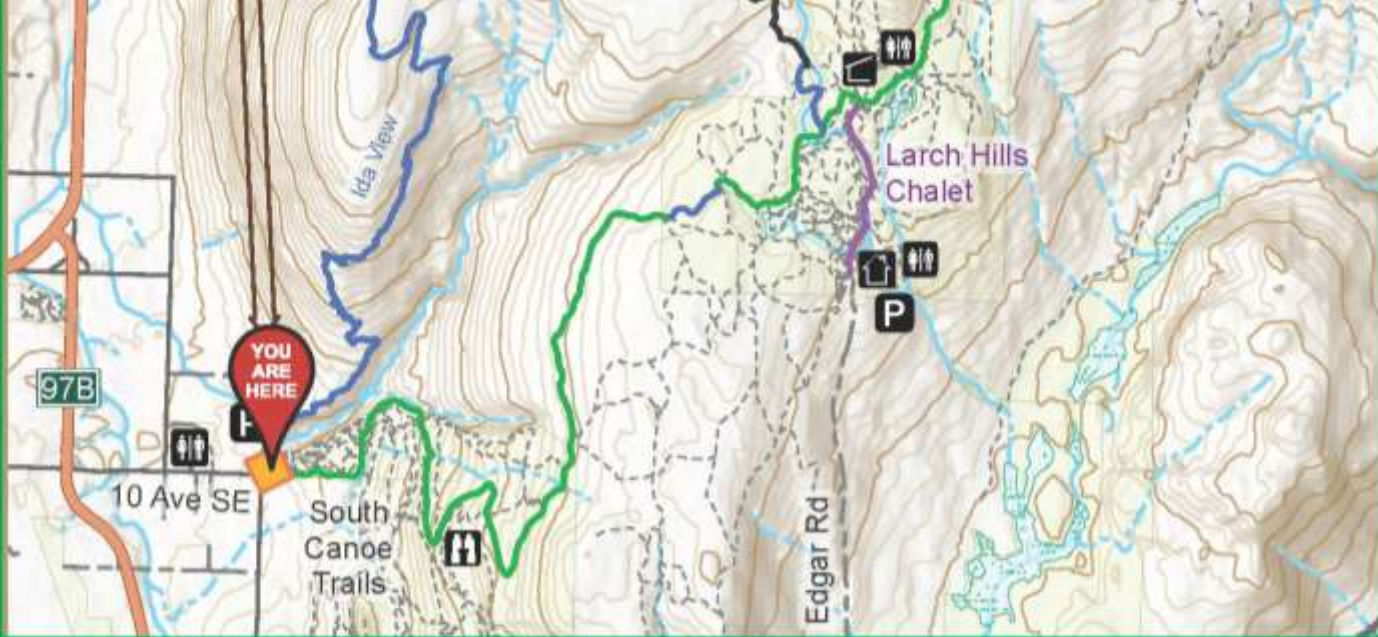 Ida View
Larch Hills
Chalet
P
YOU
ARE
HERE
97B
10 Ave SE
South
Canoe
Trails
Edgar Rd